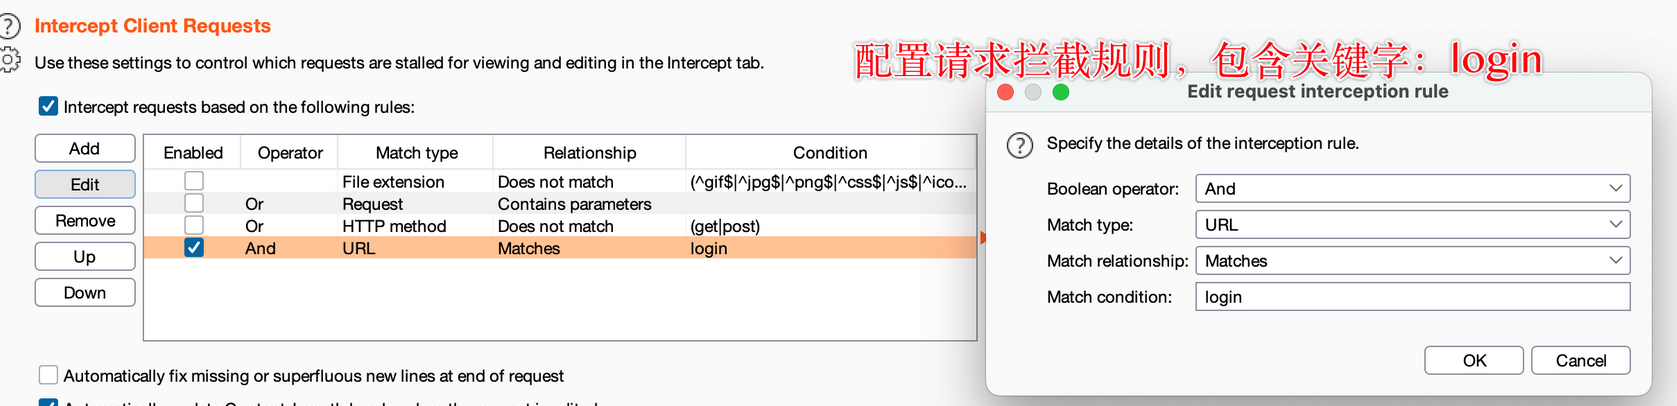 Intercept Client Requests
Use these settings to control which requests are stalled for viewing and editing in the Intercept tab.
配置请求拦截规则，包含关键字：login
Intercept requests based on the following rules:
Add
Edit
Remove
Up
Down
Enabled Operator Match type Relationship Condition
File extension Does not match (^gif$|^jpg$|^png$|^css$|^js$|^ico...
Or Request Contains parameters
Or HTTP method Does not match (get|post)
And URL Matches login
Automatically fix missing or superfluous new lines at end of request
Edit request interception rule
Specify the details of the interception rule.
Boolean operator: And
Match type: URL
Match relationship: Matches
Match condition: login
OK Cancel